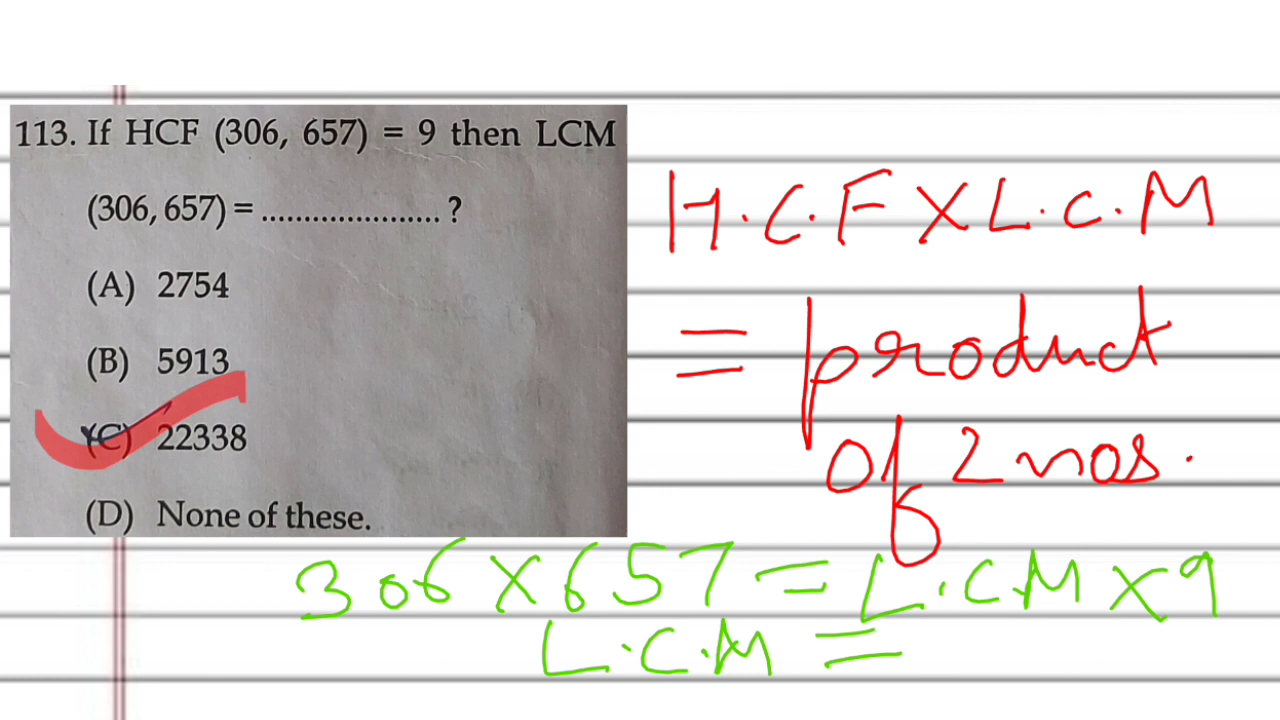 113. If HCF (306, 657) = 9 then LCM
(306, 657) = ..................... ?
(A) 2754
(B) 5913
(C) 22338
(D) None of these.
H.C.F X L.C.M
= product
of 2 nos.
306 X 657 = L.C.M X 9
L.C.M =